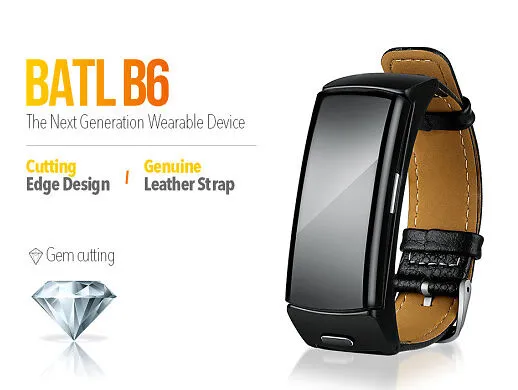 BATL B6
The Next Generation Wearable Device
Cutting
Edge Design
Genuine
Leather Strap
Gem cutting